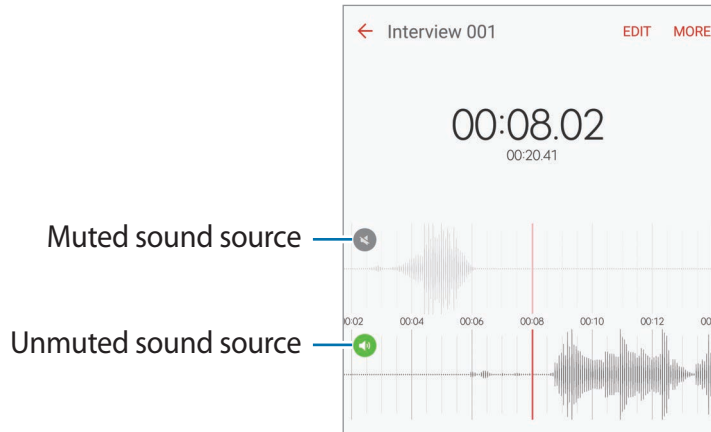 Interview 001 EDIT MORE
00:08.02
00:20.41
Muted sound source
00:04 00:06 00:08 00:10 00:12
Unmuted sound source